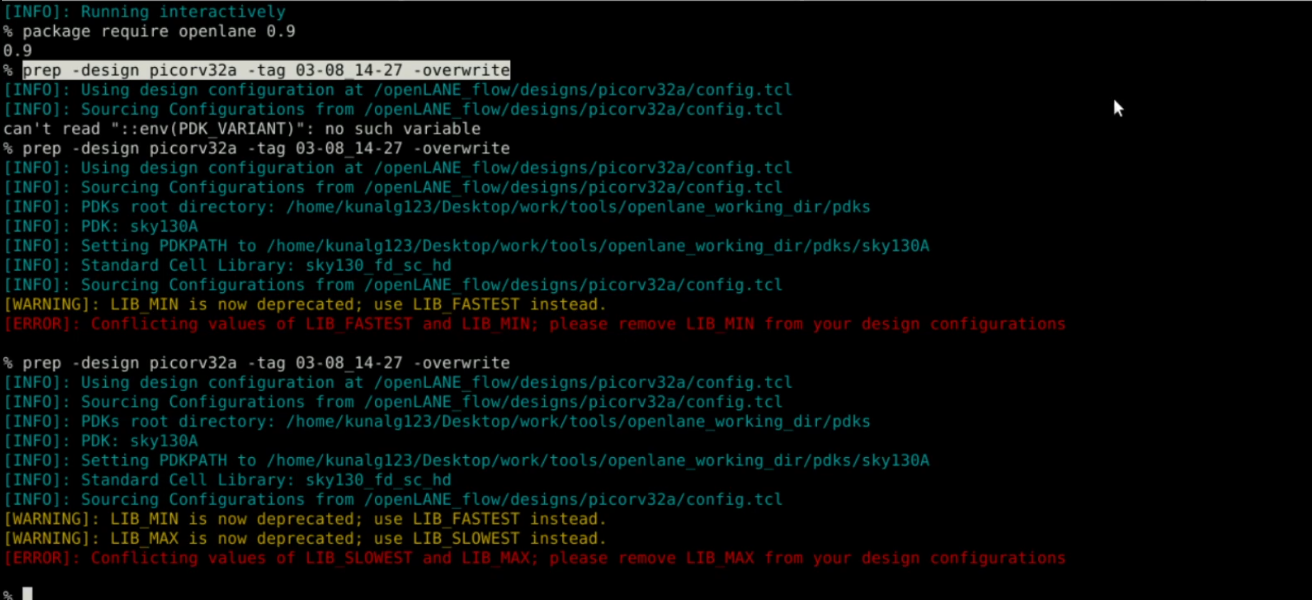 [INFO]: Running interactively
% package require openlane 0.9
0.9
% prep -design picorv32a -tag 03-08_14-27 -overwrite
[INFO]: Using design configuration at /openLANE_flow/designs/picorv32a/config.tcl
[INFO]: Sourcing Configurations from /openLANE_flow/designs/picorv32a/config.tcl
can't read "::env(PDK_VARIANT)": no such variable
% prep -design picorv32a -tag 03-08_14-27 -overwrite
[INFO]: Using design configuration at /openLANE_flow/designs/picorv32a/config.tcl
[INFO]: Sourcing Configurations from /openLANE_flow/designs/picorv32a/config.tcl
[INFO]: PDKs root directory: /home/kunalg123/Desktop/work/tools/openlane_working_dir/pdks
[INFO]: PDK: sky130A
[INFO]: Setting PDKPATH to /home/kunalg123/Desktop/work/tools/openlane_working_dir/pdks/sky130A
[INFO]: Standard Cell Library: sky130_fd_sc_hd
[INFO]: Sourcing Configurations from /openLANE_flow/designs/picorv32a/config.tcl
[WARNING]: LIB_MIN is now deprecated; use LIB_FASTEST instead.
[ERROR]: Conflicting values of LIB_FASTEST and LIB_MIN; please remove LIB_MIN from your design configurations
% prep -design picorv32a -tag 03-08_14-27 -overwrite
[INFO]: Using design configuration at /openLANE_flow/designs/picorv32a/config.tcl
[INFO]: Sourcing Configurations from /openLANE_flow/designs/picorv32a/config.tcl
[INFO]: PDKs root directory: /home/kunalg123/Desktop/work/tools/openlane_working_dir/pdks
[INFO]: PDK: sky130A
[INFO]: Setting PDKPATH to /home/kunalg123/Desktop/work/tools/openlane_working_dir/pdks/sky130A
[INFO]: Standard Cell Library: sky130_fd_sc_hd
[INFO]: Sourcing Configurations from /openLANE_flow/designs/picorv32a/config.tcl
[WARNING]: LIB_MIN is now deprecated; use LIB_FASTEST instead.
[WARNING]: LIB_MAX is now deprecated; use LIB_SLOWEST instead.
[ERROR]: Conflicting values of LIB_SLOWEST and LIB_MAX; please remove LIB_MAX from your design configurations
%